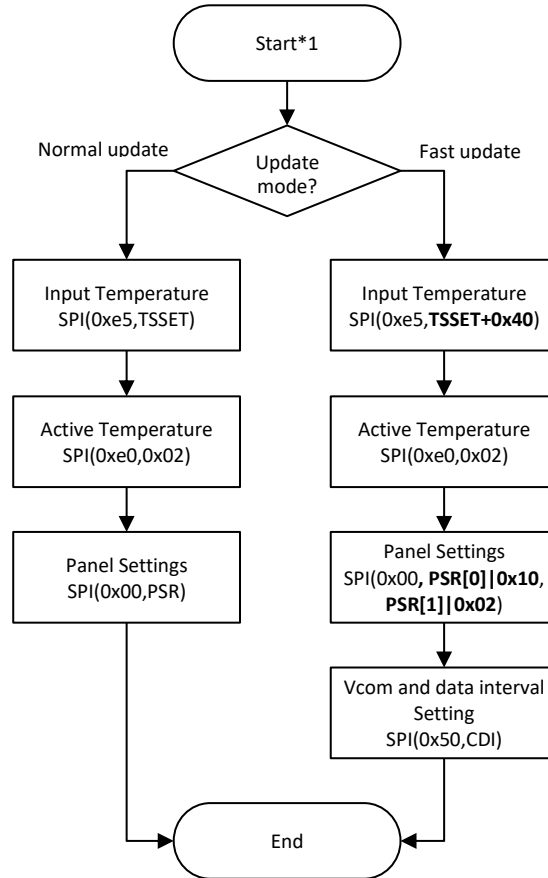 Start*1
Normal update
Update
mode?
Fast update
Input Temperature
SPI(0xe5,TSSET)
Input Temperature
SPI(0xe5,TSSET+0x40)
Active Temperature
SPI(0xe0,0x02)
Active Temperature
SPI(0xe0,0x02)
Panel Settings
SPI(0x00,PSR)
Panel Settings
SPI(0x00, PSR[0]|0x10,
PSR[1]|0x02)
Vcom and data interval
Setting
SPI(0x50,CDI)
End